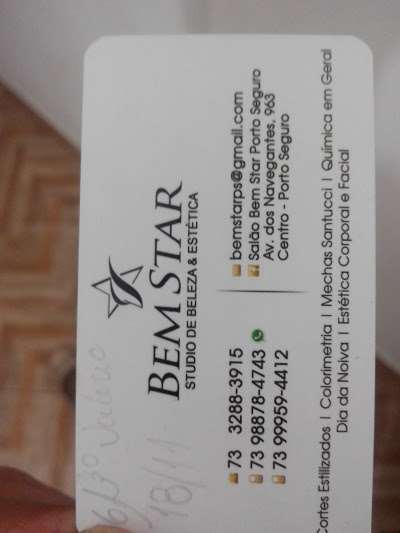 BEM STAR
STUDIO DE BELEZA & ESTÉTICA
73 3288-3915
73 98878-4743
73 99959-4412
bemstarps@gmail.com
Salão Bem Star Porto Seguro
Av. dos Navegantes, 963
Centro - Porto Seguro
Cortes Estilizados | Colorimetria | Mechas Santucci | Química em Geral
Dia da Noiva | Estética Corporal e Facial
18/11